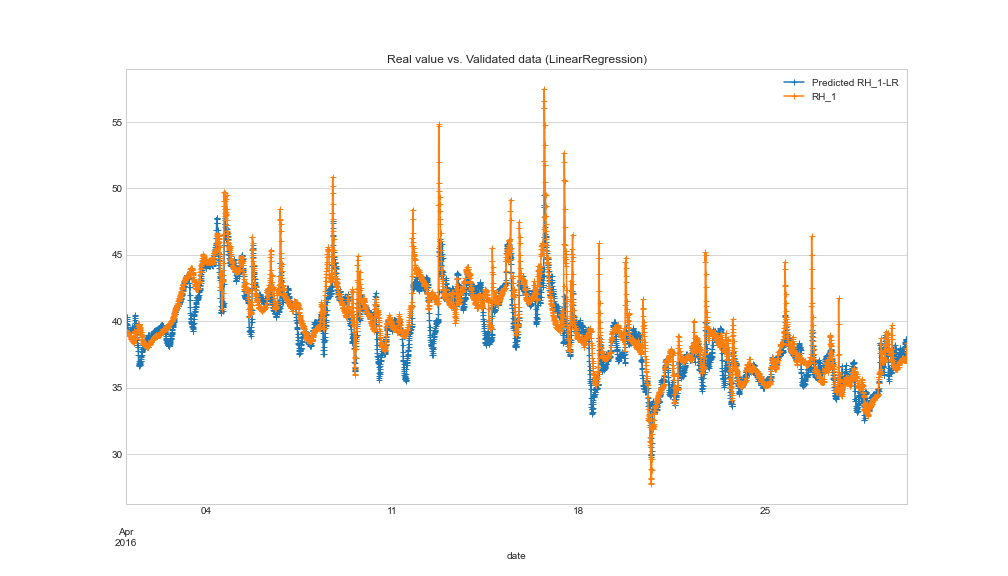 Real value vs. Validated data (LinearRegression)
Predicted RH_1-LR
RH_1
55
50
45
40
35
30
04
11
18
25
Apr
2016
date